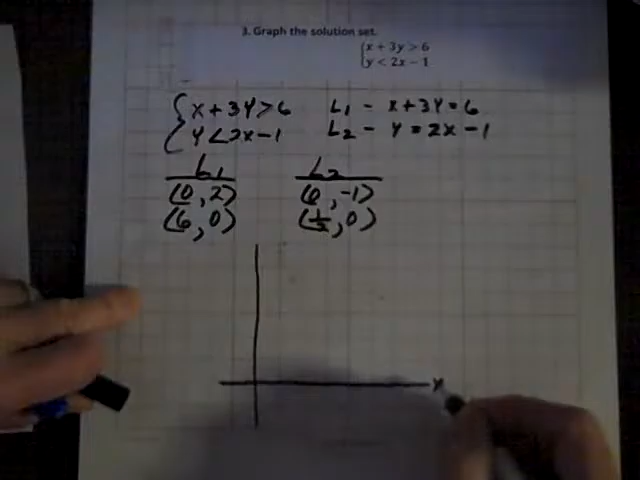 3. Graph the solution set.
{x + 3y > 6
{y < 2x − 1
{x + 3y > 6 L1 - x + 3y = 6
{y < 2x - 1 L2 - y = 2x - 1
L1 L2
(0, 2) (0, -1)
(6, 0) (1/2, 0)
x